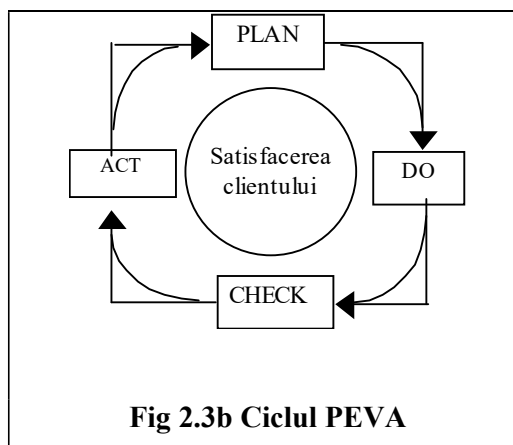 PLAN
ACT
Satisfacerea
clientului
DO
CHECK
Fig 2.3b Ciclul PEVA